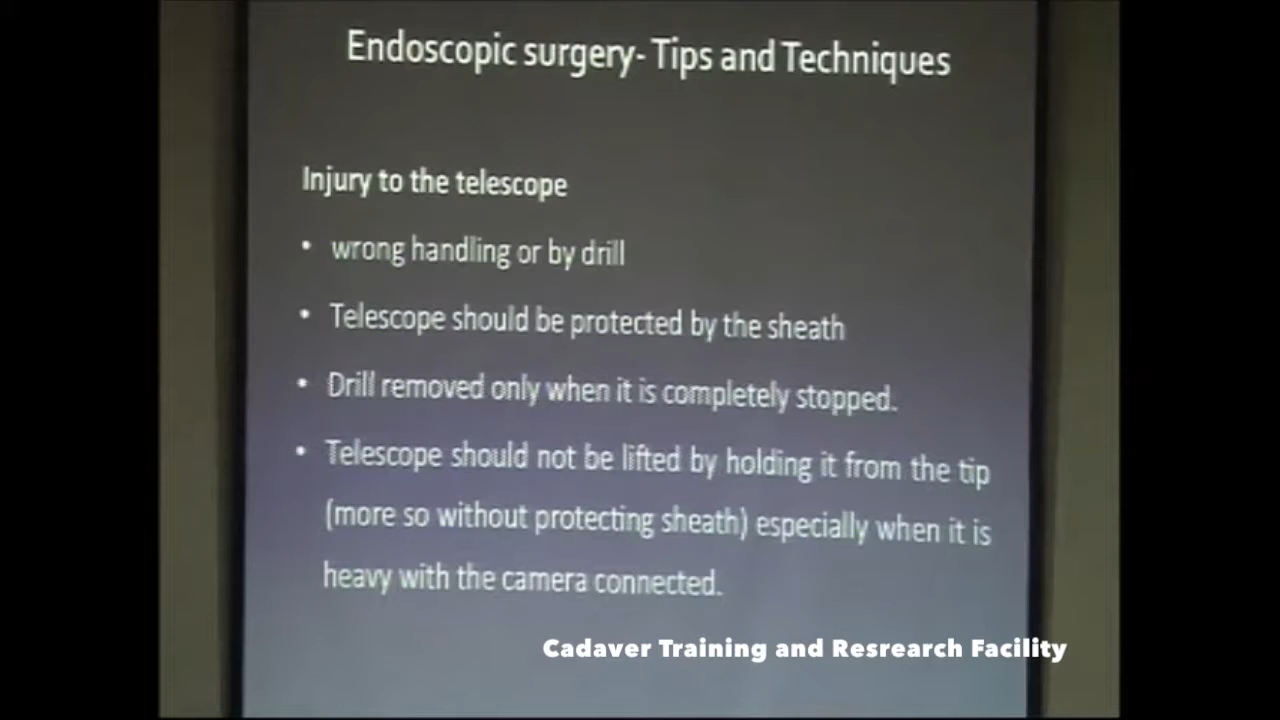 Endoscopic surgery- Tips and Techniques
Injury to the telescope
• wrong handling or by drill
• Telescope should be protected by the sheath
• Drill removed only when it is completely stopped.
• Telescope should not be lifted by holding it from the tip
(more so without protecting sheath) especially when it is
heavy with the camera connected.
Cadaver Training and Resrearch Facility